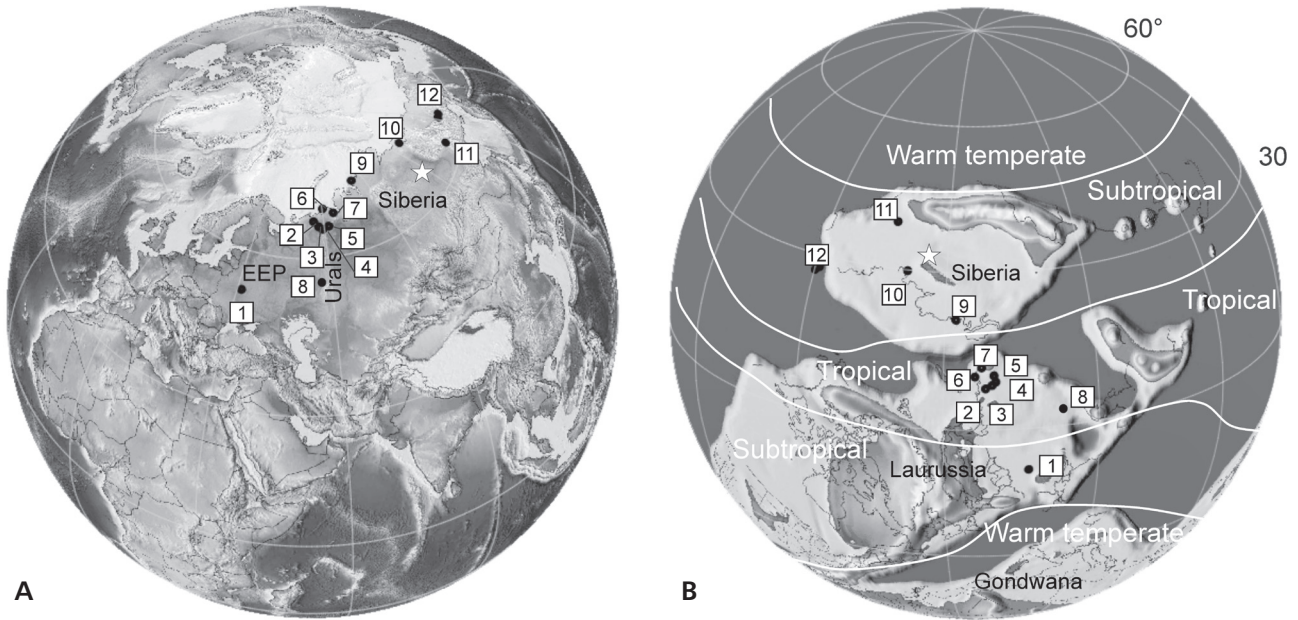 12
10
11
9
Siberia
6
7
2
5
3
4
Urals
EEP
8
1
A
60°
30
Warm temperate
Subtropical
11
12
Siberia
10
9
Tropical
7
5
Tropical
6
4
8
2
3
Subtropical
Laurussia
1
Warm temperate
Gondwana
B